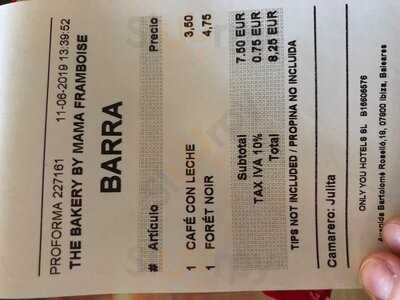 PROFORMA 227161 11-06-2019 13:39:52
THE BAKERY BY MAMA FRAMBOISE
BARRA
# Artículo Precio
1 CAFÉ CON LECHE 3,50
1 FORÊT NOIR 4,75
Subtotal 7.50 EUR
TAX IVA 10% 0.75 EUR
Total 8,25 EUR
TIPS NOT INCLUDED / PROPINA NO INCLUIDA
Camarero: Julita
ONLY YOU HOTELS SL B16606576
Avenida Bartolomé Roselló,18, 07800 Ibiza, Baleares